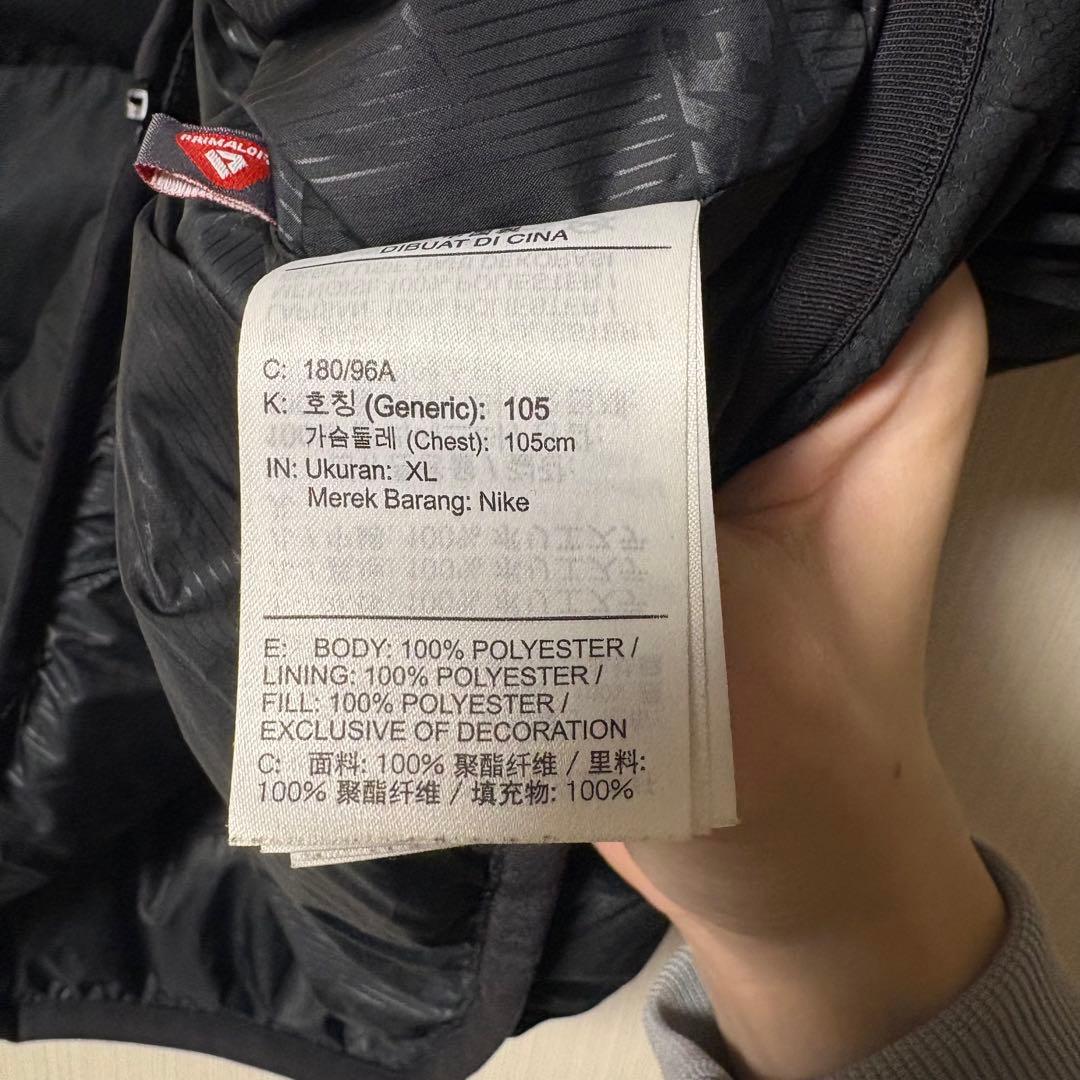 PRIMALOFT
DIBUAT DI CINA
C: 180/96A
K: 호칭 (Generic): 105
가슴둘레 (Chest): 105cm
IN: Ukuran: XL
Merek Barang: Nike
E: BODY: 100% POLYESTER /
LINING: 100% POLYESTER /
FILL: 100% POLYESTER /
EXCLUSIVE OF DECORATION
C: 面料: 100% 聚酯纤维 / 里料:
100% 聚酯纤维 / 填充物: 100%